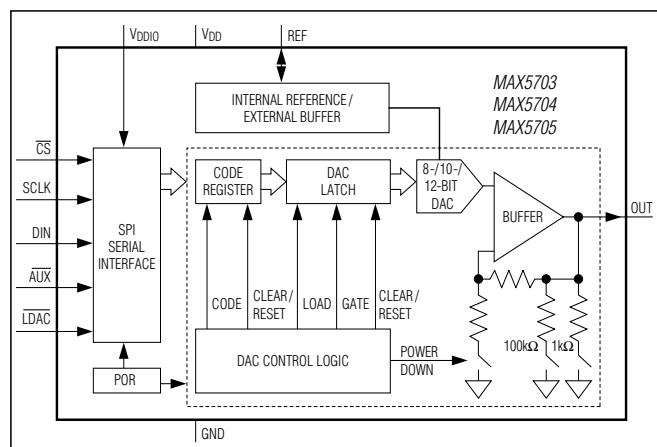 VDDIO
VDD
REF
INTERNAL REFERENCE/
EXTERNAL BUFFER
MAX5703
MAX5704
MAX5705
CS
SCLK
DIN
AUX
LDAC
SPI
SERIAL
INTERFACE
CODE
REGISTER
DAC
LATCH
8-/10-/
12-BIT
DAC
BUFFER
OUT
CODE
CLEAR/
RESET
LOAD
GATE
CLEAR/
RESET
100kΩ
1kΩ
POR
DAC CONTROL LOGIC
POWER
DOWN
GND